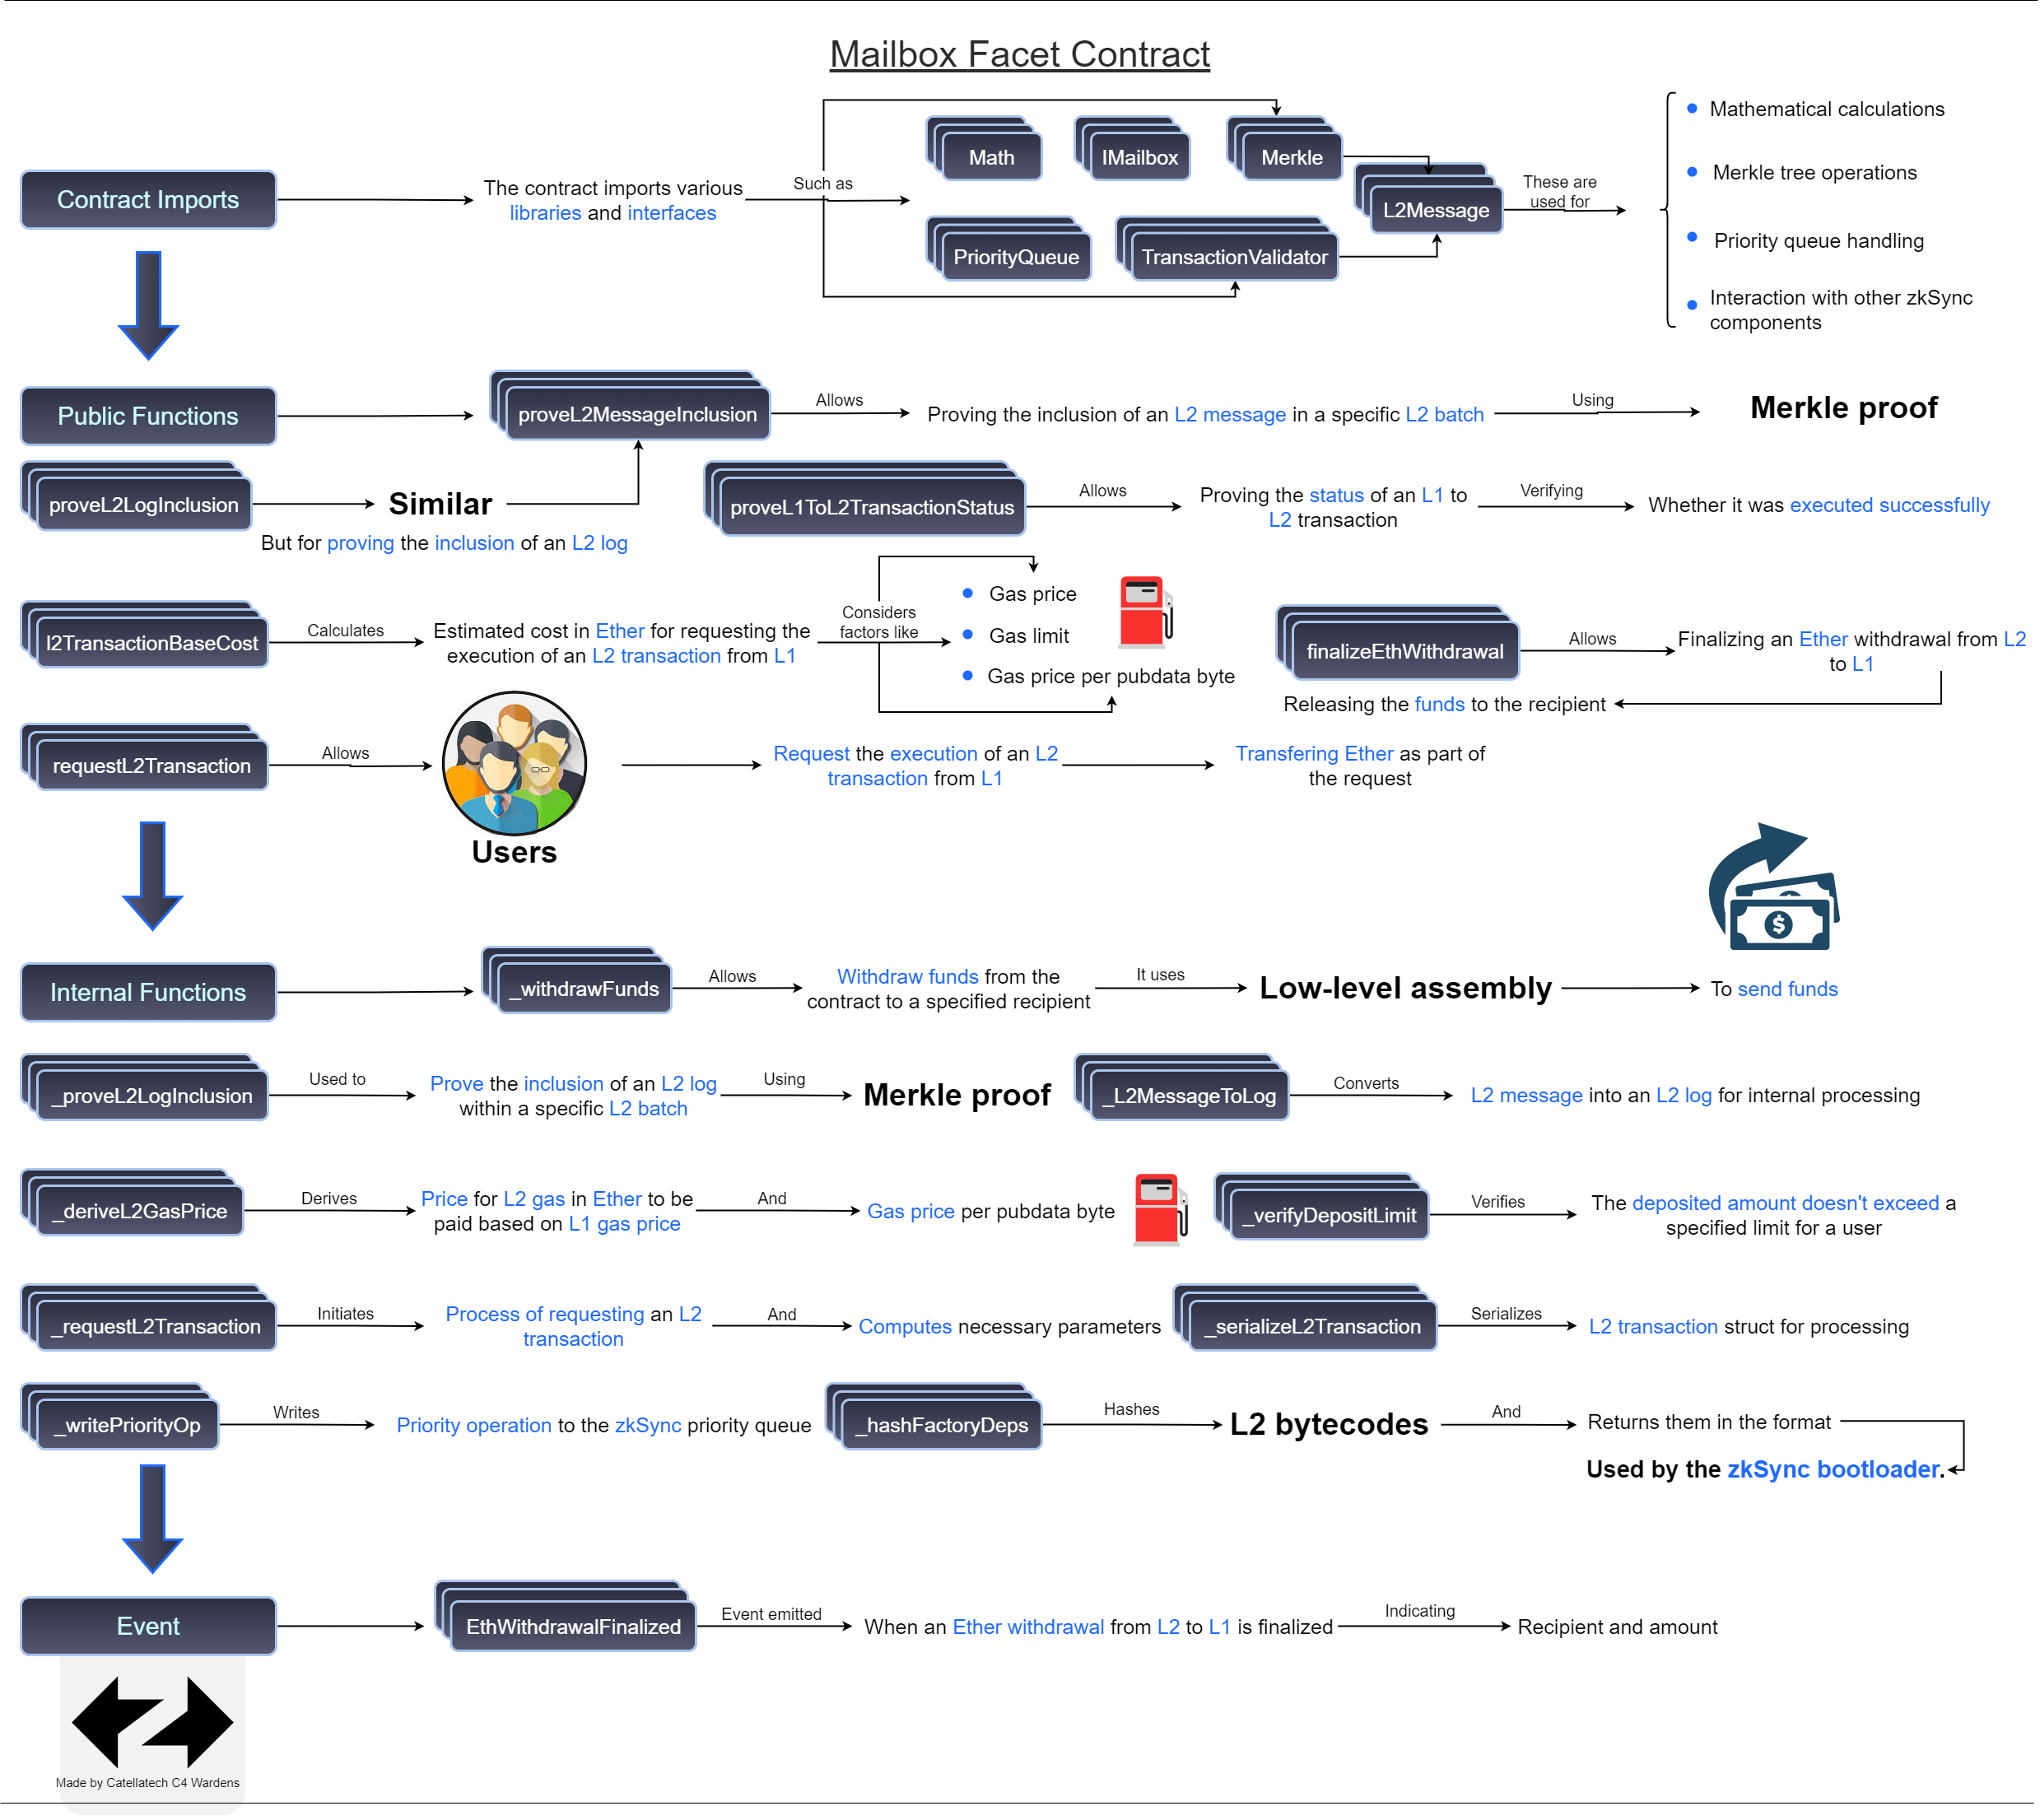 Mailbox Facet Contract
Contract Imports
The contract imports various
libraries and interfaces
Such as
Math
IMailbox
Merkle
L2Message
PriorityQueue
TransactionValidator
These are
used for
Mathematical calculations
Merkle tree operations
Priority queue handling
Interaction with other zkSync
components
Public Functions
proveL2MessageInclusion
Allows
Proving the inclusion of an L2 message in a specific L2 batch
Using
Merkle proof
proveL2LogInclusion
Similar
But for proving the inclusion of an L2 log
proveL1ToL2TransactionStatus
Allows
Proving the status of an L1 to
L2 transaction
Verifying
Whether it was executed successfully
l2TransactionBaseCost
Calculates
Estimated cost in Ether for requesting the
execution of an L2 transaction from L1
Considers
factors like
Gas price
Gas limit
Gas price per pubdata byte
finalizeEthWithdrawal
Allows
Finalizing an Ether withdrawal from L2
to L1
Releasing the funds to the recipient
requestL2Transaction
Allows
Users
Request the execution of an L2
transaction from L1
Transfering Ether as part of
the request
Internal Functions
_withdrawFunds
Allows
Withdraw funds from the
contract to a specified recipient
It uses
Low-level assembly
To send funds
$
_proveL2LogInclusion
Used to
Prove the inclusion of an L2 log
within a specific L2 batch
Using
Merkle proof
_L2MessageToLog
Converts
L2 message into an L2 log for internal processing
_deriveL2GasPrice
Derives
Price for L2 gas in Ether to be
paid based on L1 gas price
And
Gas price per pubdata byte
_verifyDepositLimit
Verifies
The deposited amount doesn't exceed a
specified limit for a user
_requestL2Transaction
Initiates
Process of requesting an L2
transaction
And
Computes necessary parameters
_serializeL2Transaction
Serializes
L2 transaction struct for processing
_writePriorityOp
Writes
Priority operation to the zkSync priority queue
_hashFactoryDeps
Hashes
L2 bytecodes
And
Returns them in the format
Used by the zkSync bootloader.
Event
EthWithdrawalFinalized
Event emitted
When an Ether withdrawal from L2 to L1 is finalized
Indicating
Recipient and amount
Made by Catellatech C4 Wardens